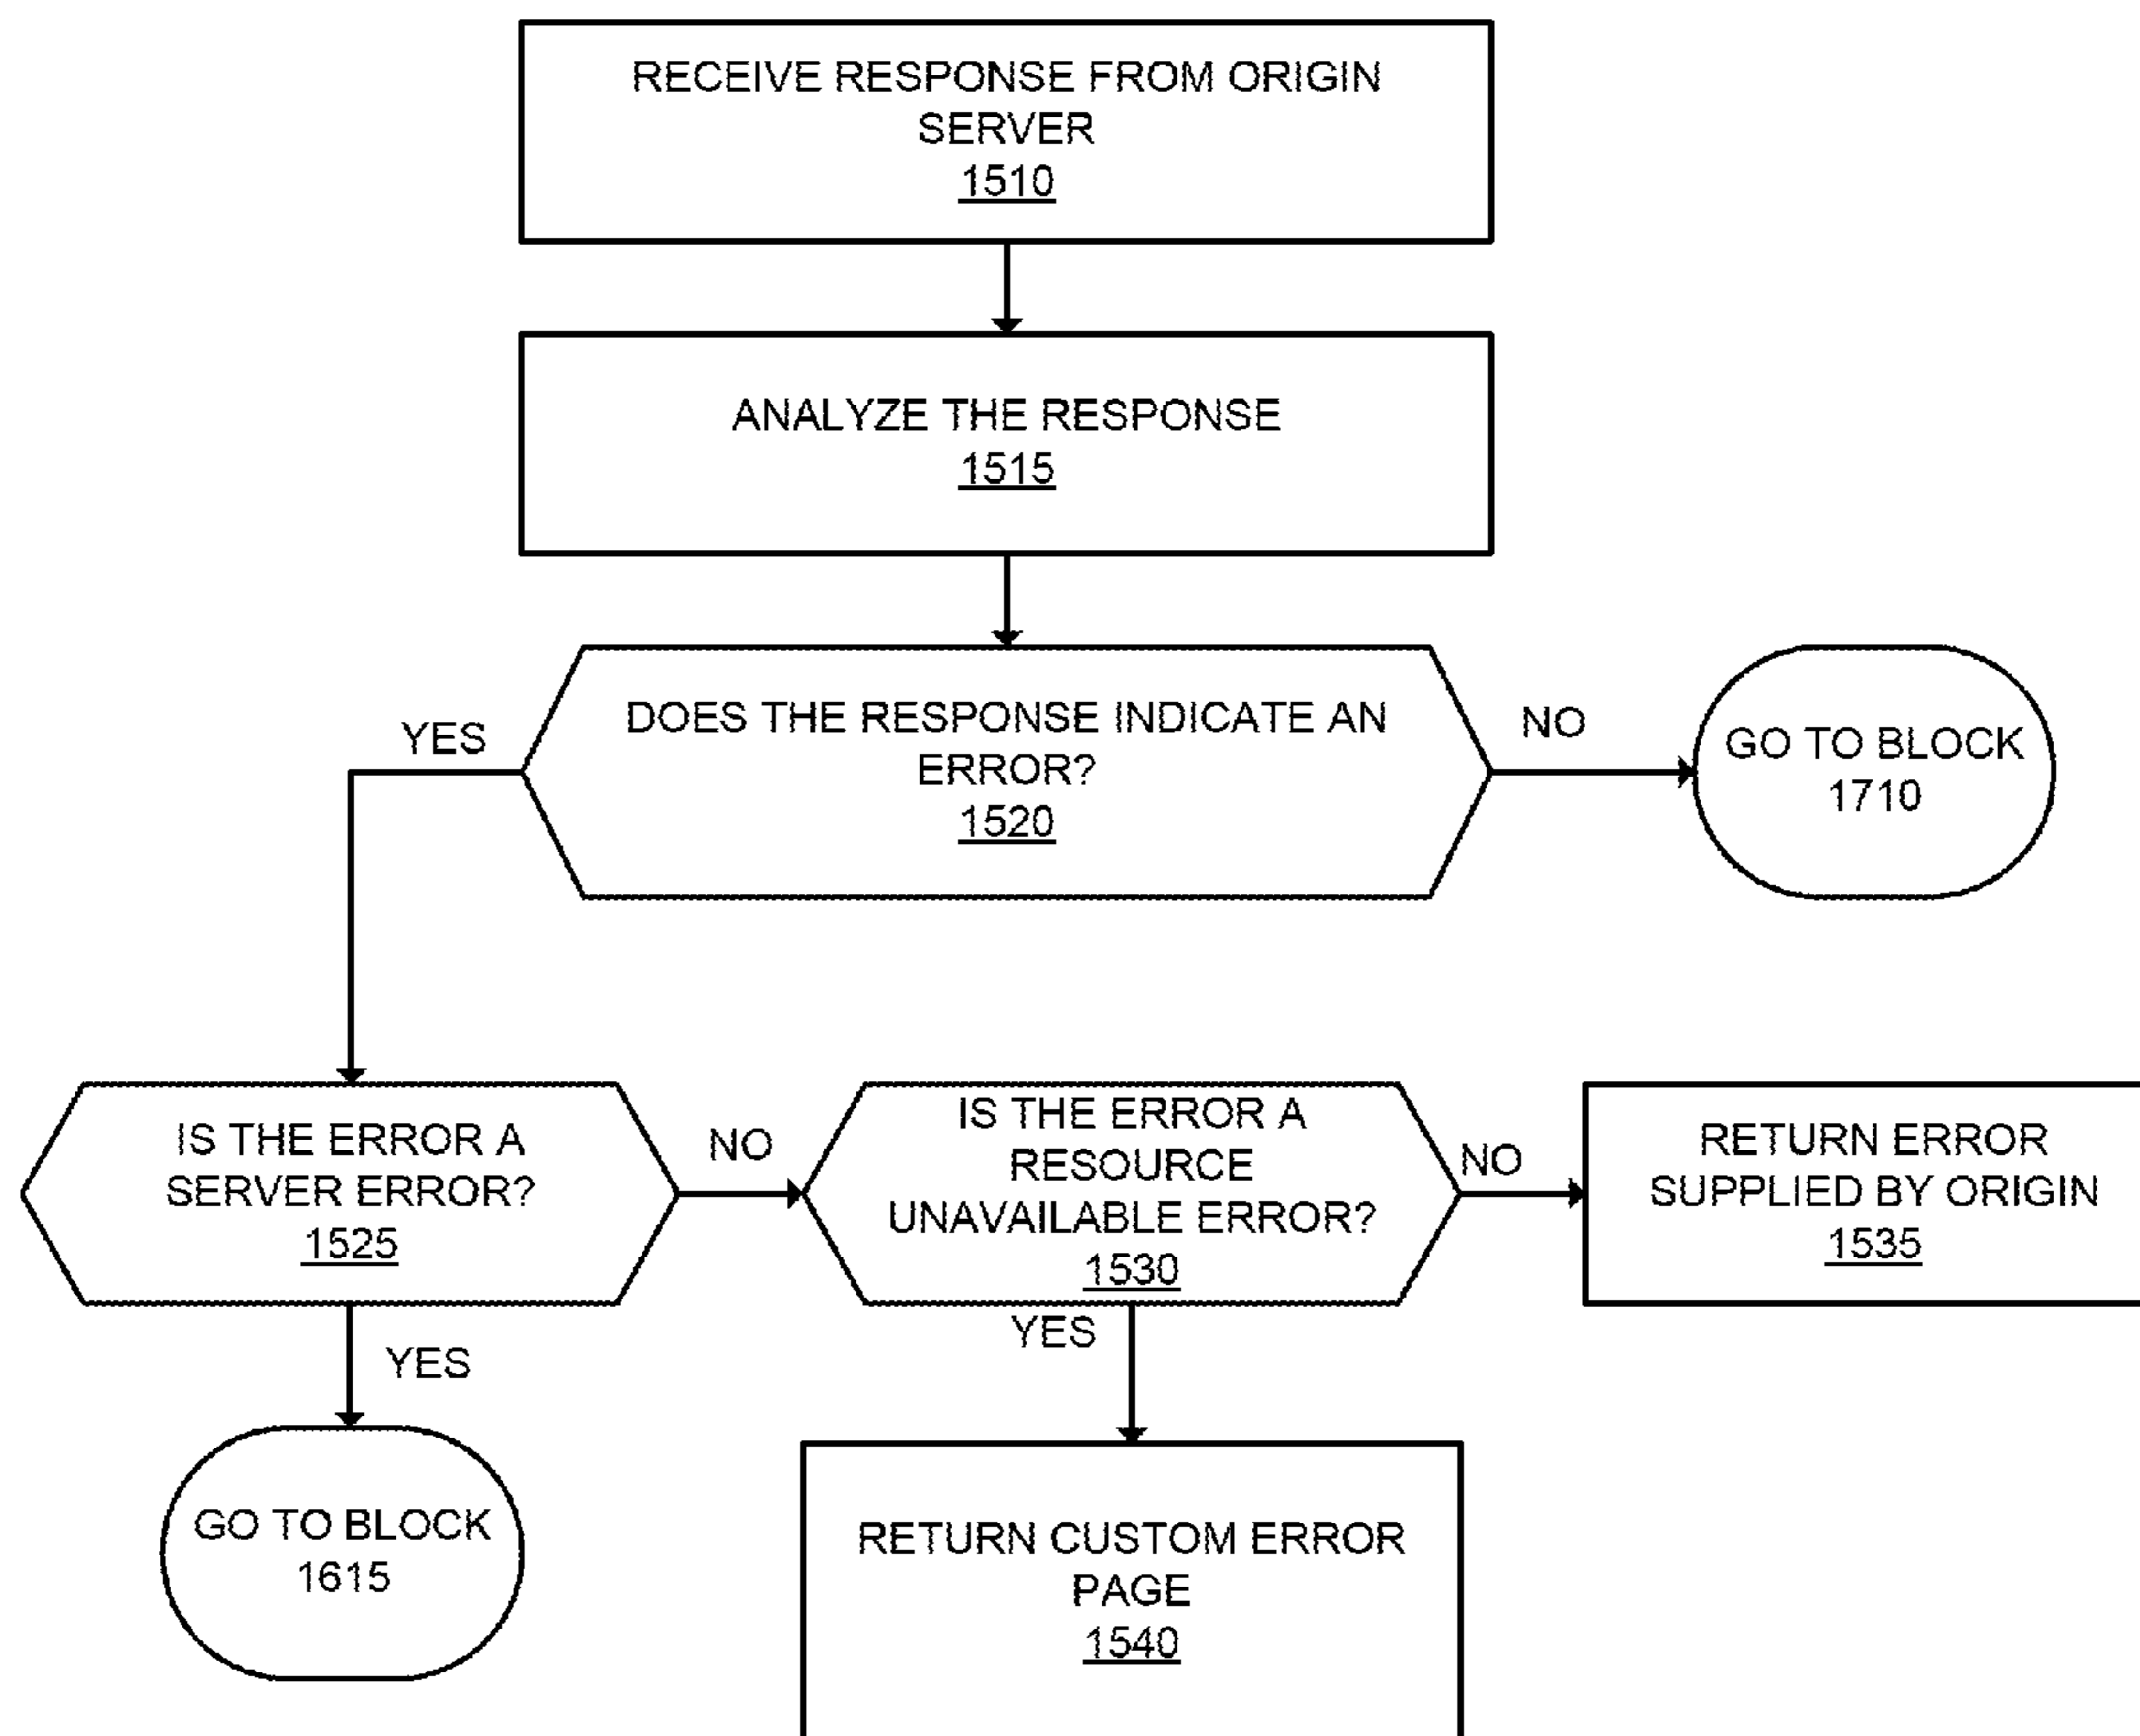 RECEIVE RESPONSE FROM ORIGIN
SERVER
1510
ANALYZE THE RESPONSE
1515
DOES THE RESPONSE INDICATE AN
ERROR?
1520
YES
NO
GO TO BLOCK
1710
IS THE ERROR A
SERVER ERROR?
1525
NO
IS THE ERROR A
RESOURCE
UNAVAILABLE ERROR?
1530
NO
RETURN ERROR
SUPPLIED BY ORIGIN
1535
YES
GO TO BLOCK
1615
YES
RETURN CUSTOM ERROR
PAGE
1540